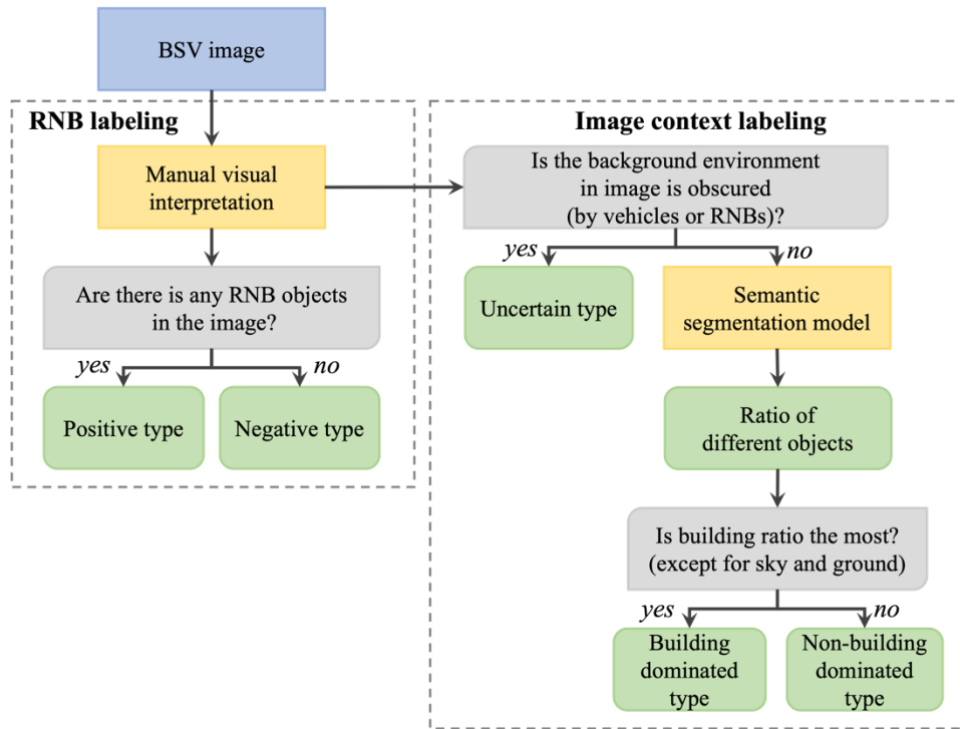 BSV image
RNB labeling
Manual visual
interpretation
Are there is any RNB objects
in the image?
yes
no
Positive type
Negative type
Image context labeling
Is the background environment
in image is obscured
(by vehicles or RNBs)?
yes
no
Uncertain type
Semantic
segmentation model
Ratio of
different objects
Is building ratio the most?
(except for sky and ground)
yes
no
Building
dominated
type
Non-building
dominated
type